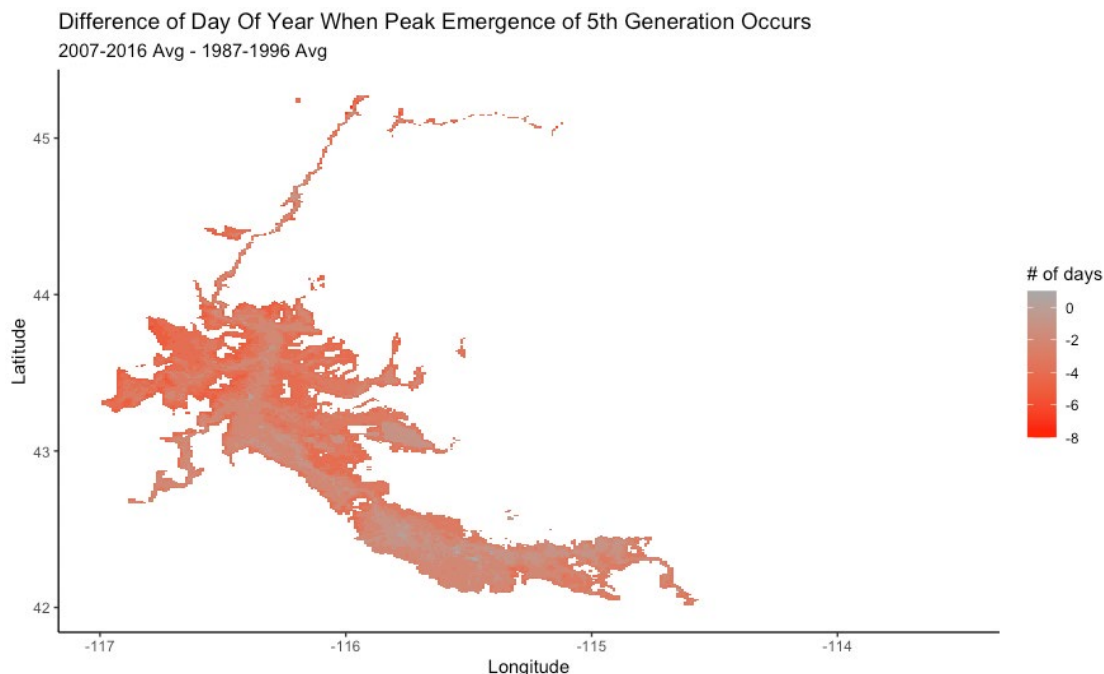 Difference of Day Of Year When Peak Emergence of 5th Generation Occurs
2007-2016 Avg - 1987-1996 Avg
45
44
43
42
Latitude
-117
-116
-115
-114
Longitude
# of days
0
-2
-4
-6
-8